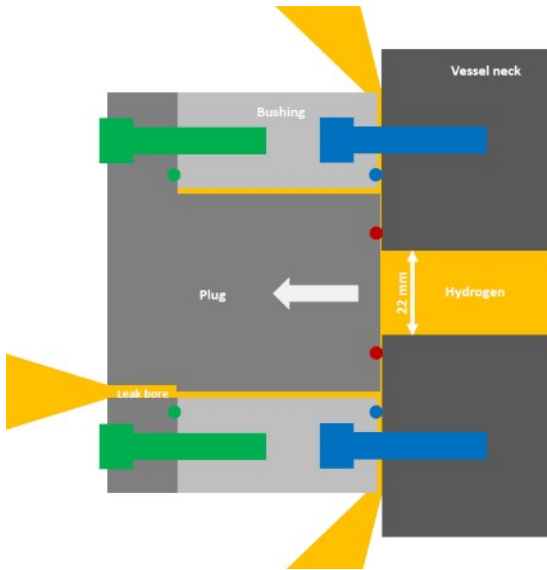 Vessel neck
Bushing
Plug
22 mm
Hydrogen
Leak bore